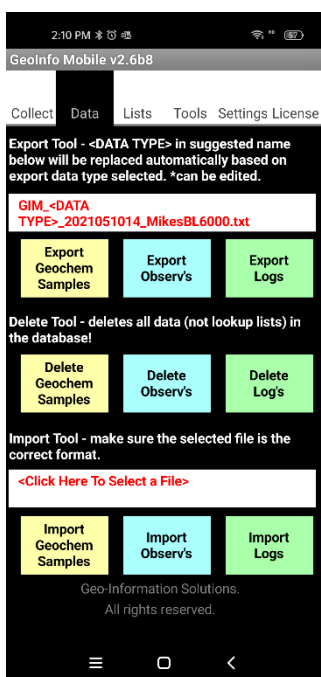 2:10 PM
67
GeoInfo Mobile v2.6b8
Collect Data Lists Tools Settings License
Export Tool - <DATA TYPE> in suggested name
below will be replaced automatically based on
export data type selected. *can be edited.
GIM_<DATA
TYPE>_2021051014_MikesBL6000.txt
Export Geochem Samples
Export Observ's
Export Logs
Delete Tool - deletes all data (not lookup lists) in
the database!
Delete Geochem Samples
Delete Observ's
Delete Log's
Import Tool - make sure the selected file is the
correct format.
<Click Here To Select a File>
Import Geochem Samples
Import Observ's
Import Logs
Geo-Information Solutions.
All rights reserved.